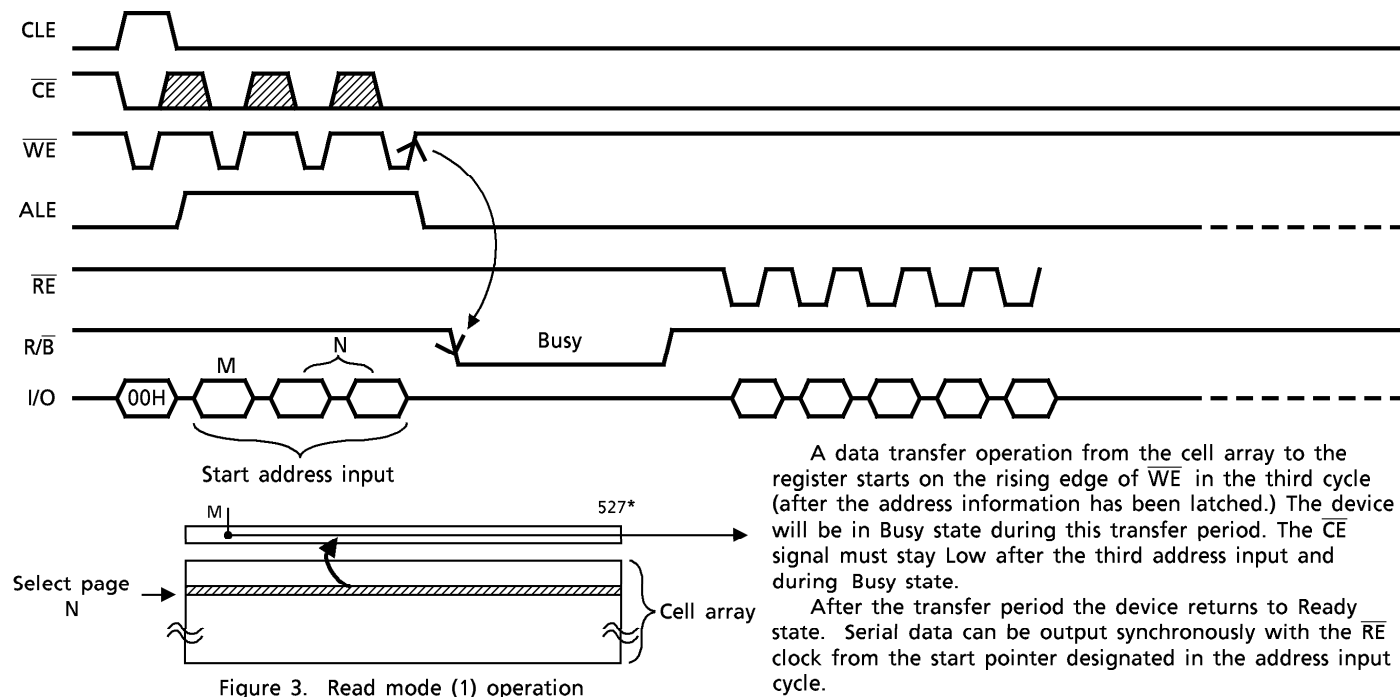 CLE
CE
WE
ALE
RE
R/B
Busy
M
N
I/O
00H
Start address input
M
527*
Select page
N
Cell array
Figure 3. Read mode (1) operation
A data transfer operation from the cell array to the
register starts on the rising edge of WE in the third cycle
(after the address information has been latched.) The device
will be in Busy state during this transfer period. The CE
signal must stay Low after the third address input and
during Busy state.
After the transfer period the device returns to Ready
state. Serial data can be output synchronously with the RE
clock from the start pointer designated in the address input
cycle.